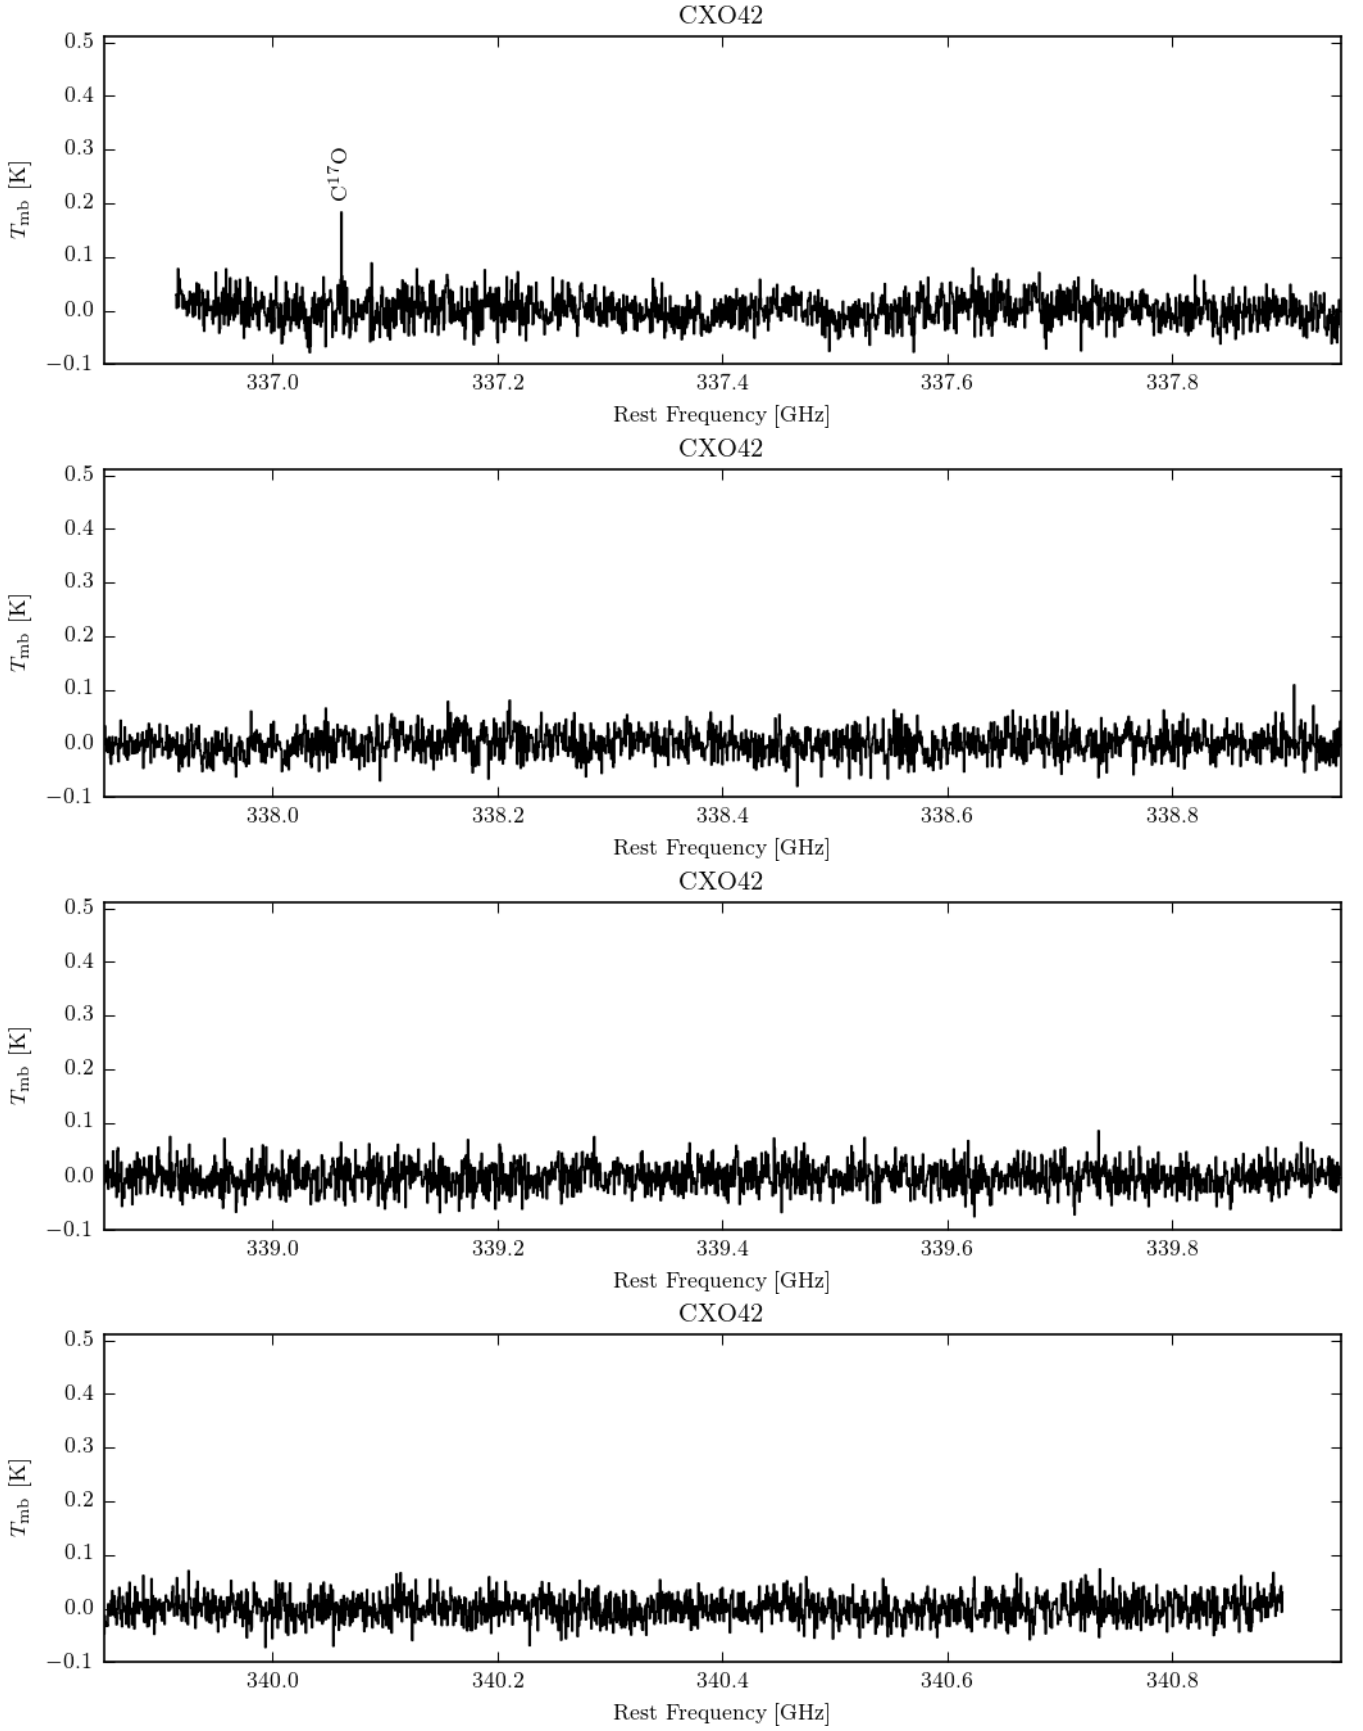 CXO42
0.5
0.4
0.3
0.2
0.1
0.0
−0.1
T_mb [K]
C¹⁷O
337.0 337.2 337.4 337.6 337.8
Rest Frequency [GHz]
CXO42
0.5
0.4
0.3
0.2
0.1
0.0
−0.1
T_mb [K]
338.0 338.2 338.4 338.6 338.8
Rest Frequency [GHz]
CXO42
0.5
0.4
0.3
0.2
0.1
0.0
−0.1
T_mb [K]
339.0 339.2 339.4 339.6 339.8
Rest Frequency [GHz]
CXO42
0.5
0.4
0.3
0.2
0.1
0.0
−0.1
T_mb [K]
340.0 340.2 340.4 340.6 340.8
Rest Frequency [GHz]